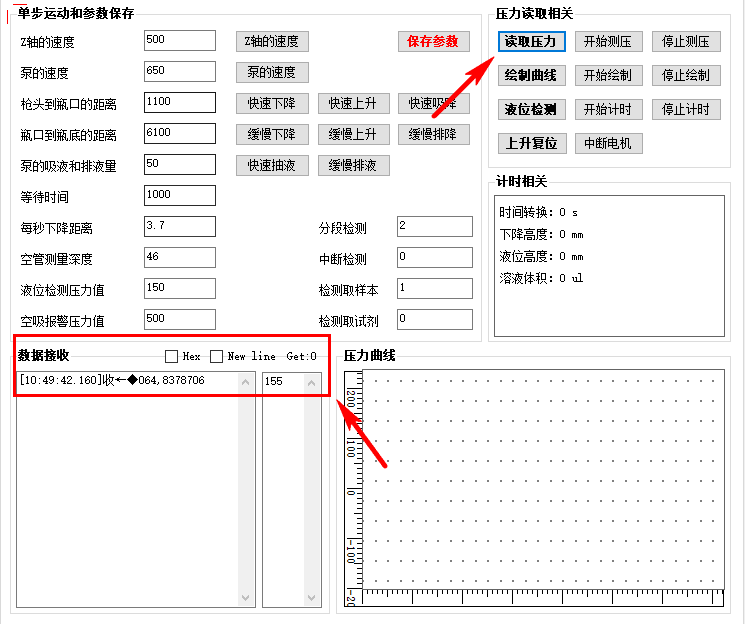 单步运动和参数保存
Z轴的速度 500 Z轴的速度 保存参数
泵的速度 650 泵的速度
枪头到瓶口的距离 1100 快速下降 快速上升 快速吸降
瓶口到瓶底的距离 6100 缓慢下降 缓慢上升 缓慢排降
泵的吸液和排液量 50 快速抽液 缓慢排液
等待时间 1000
每秒下降距离 3.7 分段检测 2
空管测量深度 46 中断检测 0
液位检测压力值 150 检测取样本 1
空吸报警压力值 500 检测取试剂 0
压力读取相关
读取压力 开始测压 停止测压
绘制曲线 开始绘制 停止绘制
液位检测 开始计时 停止计时
上升复位 中断电机
计时相关
时间转换: 0 s
下降高度: 0 mm
液位高度: 0 mm
溶液体积: 0 ul
数据接收 Hex New line Get:0
[10:49:42.160]收←◆064,8378706 155
压力曲线
200
100
0
-100
-20